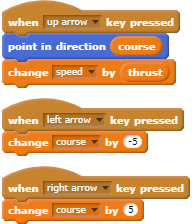 when up arrow key pressed
point in direction course
change speed by thrust
when left arrow key pressed
change course by -5
when right arrow key pressed
change course by 5